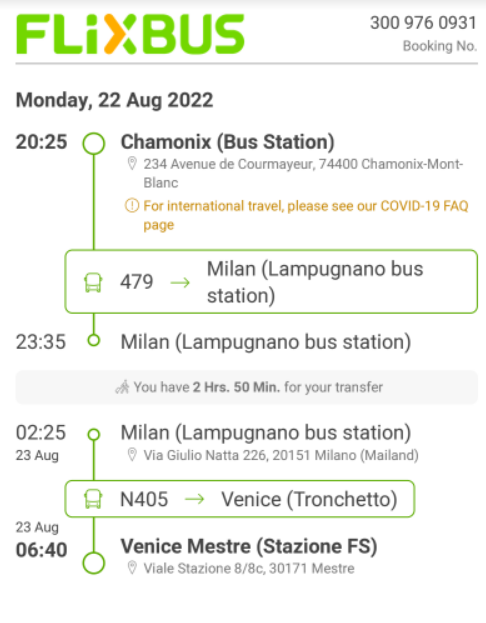 FLiXBUS
300 976 0931
Booking No.
Monday, 22 Aug 2022
20:25 Chamonix (Bus Station)
234 Avenue de Courmayeur, 74400 Chamonix-Mont-
Blanc
For international travel, please see our COVID-19 FAQ
page
479 → Milan (Lampugnano bus
station)
23:35 Milan (Lampugnano bus station)
You have 2 Hrs. 50 Min. for your transfer
02:25 Milan (Lampugnano bus station)
23 Aug Via Giulio Natta 226, 20151 Milano (Mailand)
N405 → Venice (Tronchetto)
23 Aug
06:40 Venice Mestre (Stazione FS)
Viale Stazione 8/8c, 30171 Mestre